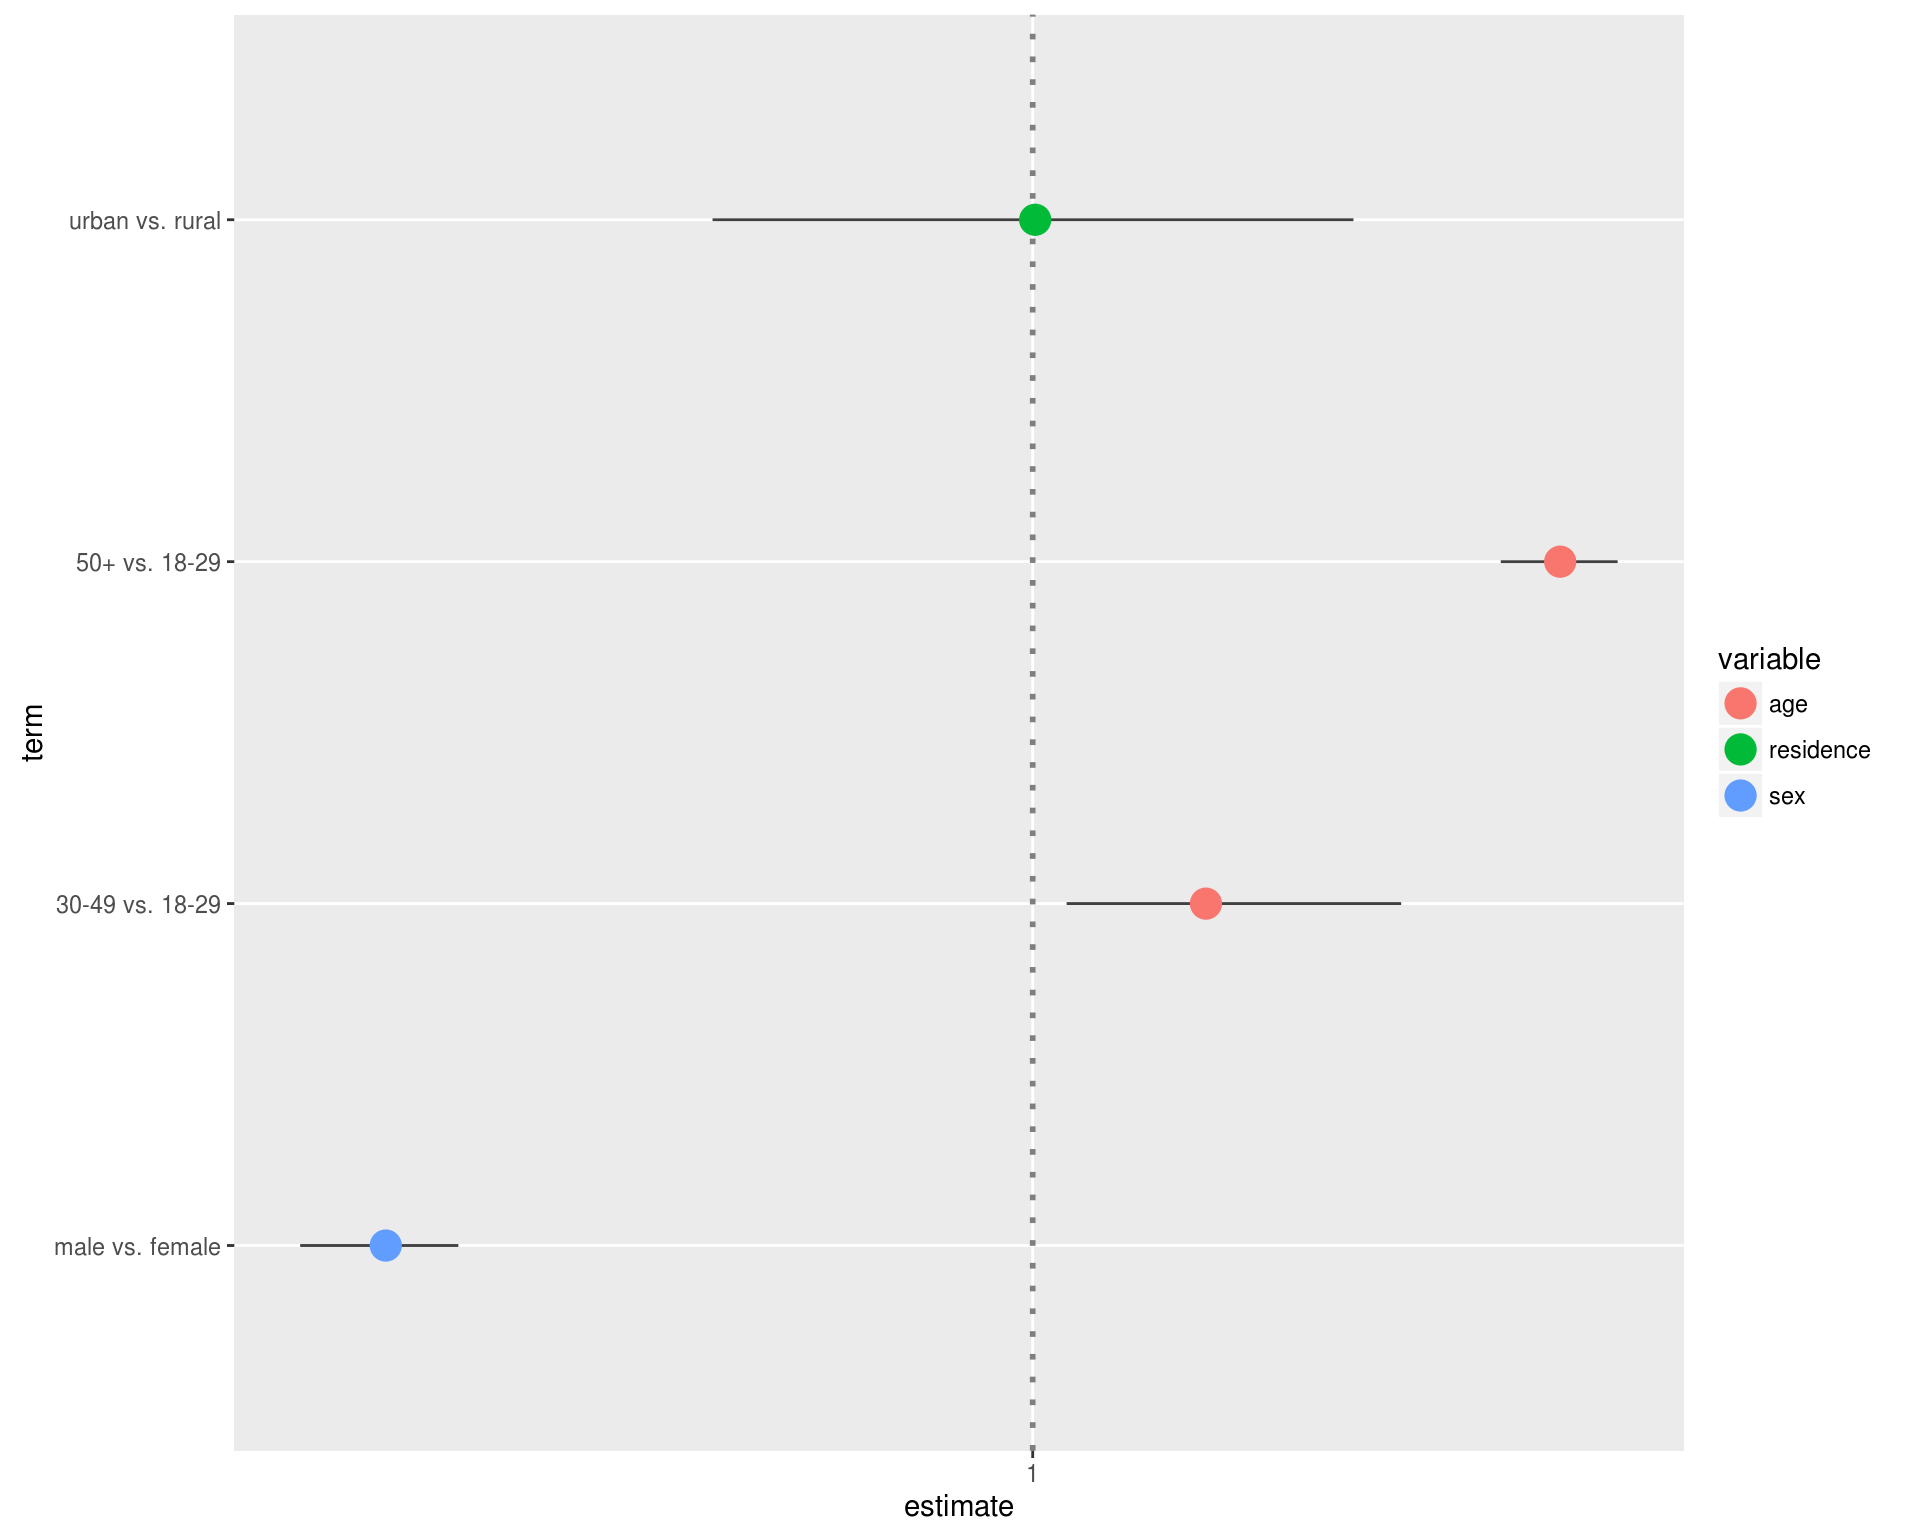 urban vs. rural
50+ vs. 18-29
30-49 vs. 18-29
male vs. female
term
1
estimate
variable
age
residence
sex